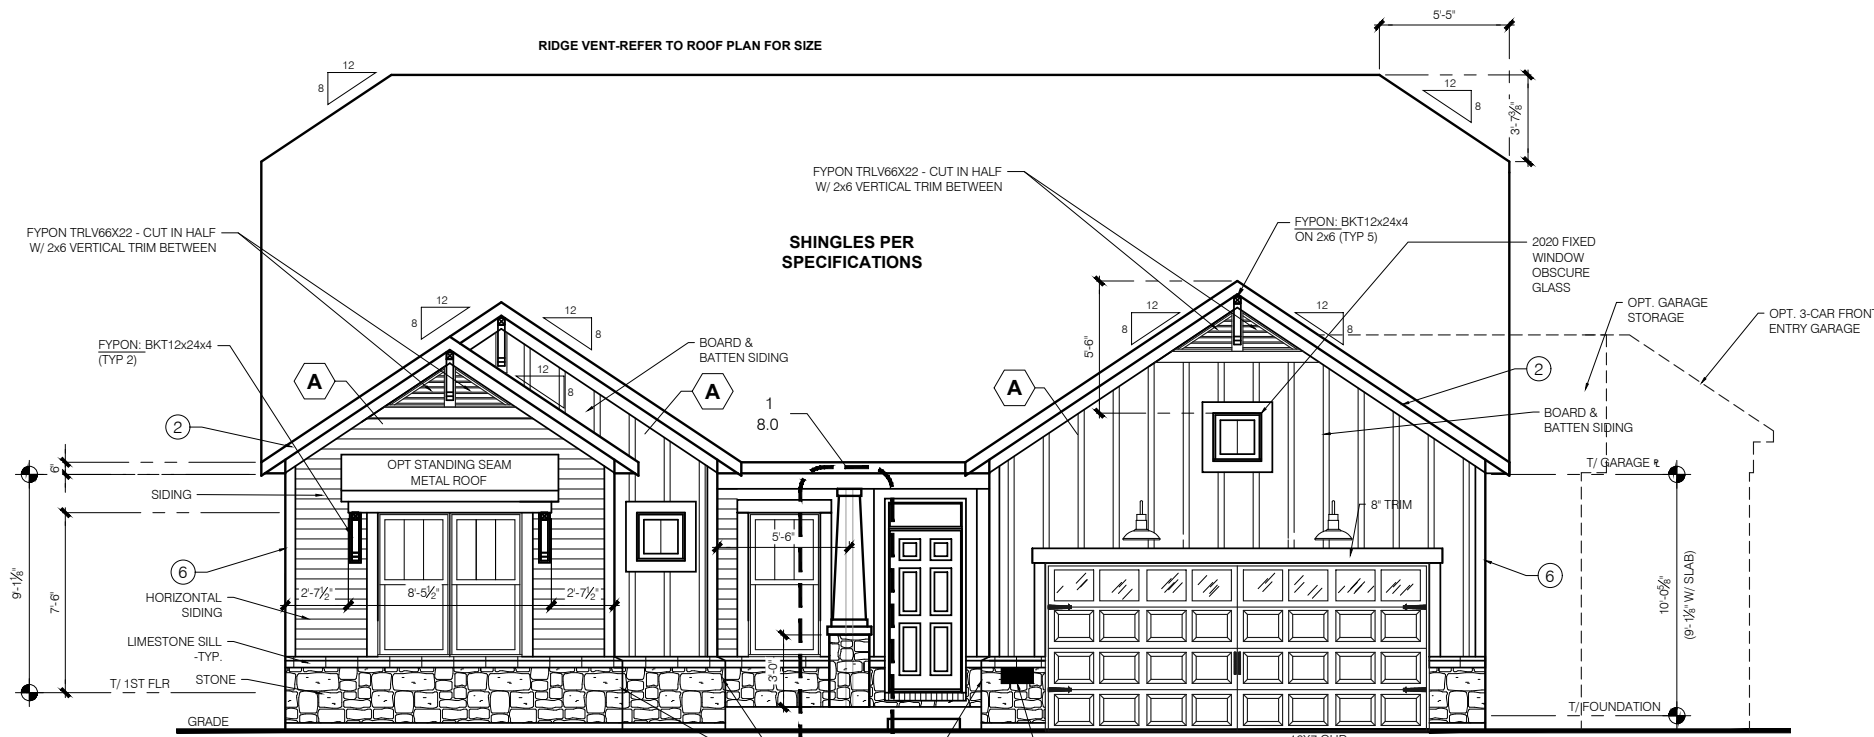 5'-5"
RIDGE VENT-REFER TO ROOF PLAN FOR SIZE
12
8
12
8
3'-7⅜"
FYPON TRLV66X22 - CUT IN HALF
W/ 2x6 VERTICAL TRIM BETWEEN
FYPON TRLV66X22 - CUT IN HALF
W/ 2x6 VERTICAL TRIM BETWEEN
SHINGLES PER
SPECIFICATIONS
FYPON: BKT12x24x4
ON 2x6 (TYP 5)
2020 FIXED
WINDOW
OBSCURE
GLASS
OPT. GARAGE
STORAGE
OPT. 3-CAR FRONT
ENTRY GARAGE
12
8
12
8
12
8
12
8
12
8
5'-6"
FYPON: BKT12x24x4
(TYP 2)
BOARD &
BATTEN SIDING
A
A
A
2
2
1
8.0
BOARD &
BATTEN SIDING
6"
OPT STANDING SEAM
METAL ROOF
T/ GARAGE ℄
SIDING
8" TRIM
5'-6"
9'-1⅛"
7'-6"
6
6
2'-7½"
8'-5½"
2'-7½"
10'-0⅝"
(9'-1⅛" W/ SLAB)
HORIZONTAL
SIDING
LIMESTONE SILL
-TYP.
3'-0"
T/ 1ST FLR
STONE
T/ FOUNDATION
GRADE